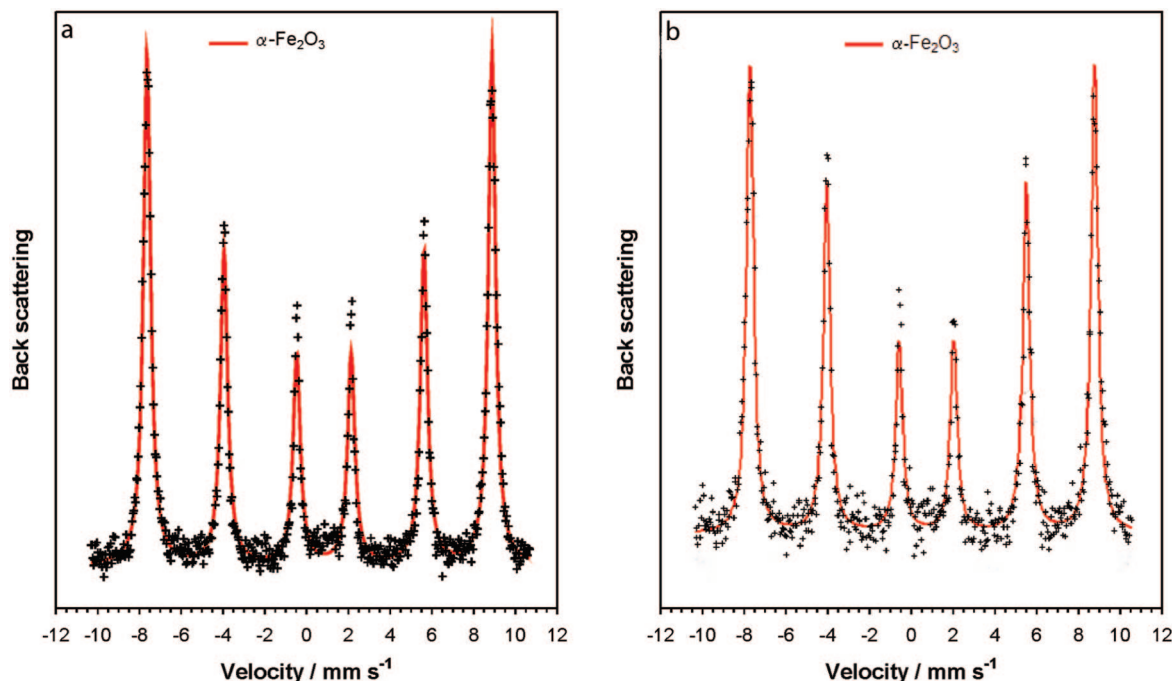 a
α-Fe₂O₃
Back scattering
-12 -10 -8 -6 -4 -2 0 2 4 6 8 10 12
Velocity / mm s⁻¹
b
α-Fe₂O₃
Back scattering
-12 -10 -8 -6 -4 -2 0 2 4 6 8 10 12
Velocity / mm s⁻¹